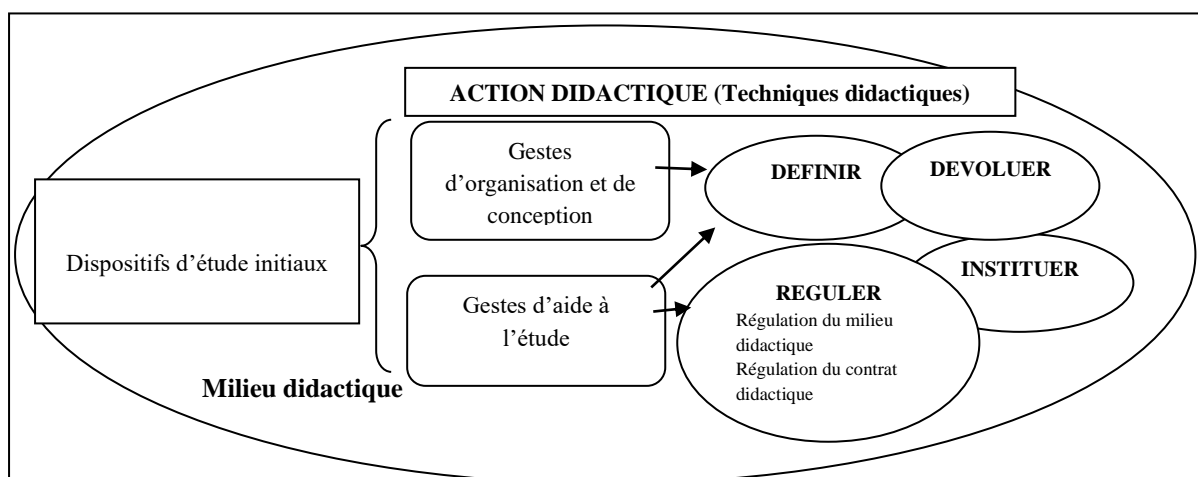 ACTION DIDACTIQUE (Techniques didactiques)
Gestes
d’organisation et de
conception
DEFINIR
DEVOLUER
Dispositifs d’étude initiaux
INSTITUER
Gestes d’aide à
l’étude
REGULER
Régulation du milieu
didactique
Régulation du contrat
didactique
Milieu didactique